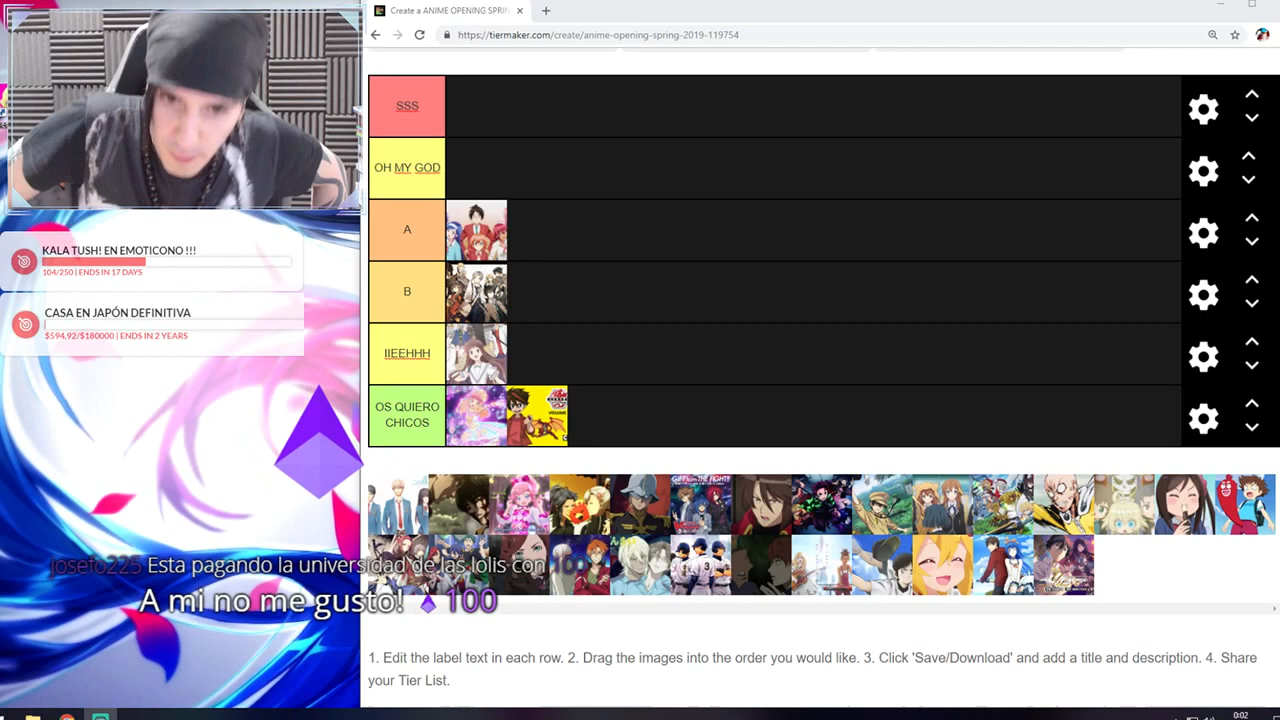 Create a ANIME OPENING SPRIN
https://tiermaker.com/create/anime-opening-spring-2019-119754
SSS
OH MY GOD
A
B
IIEEHHH
OS QUIERO
CHICOS
KALA TUSH! EN EMOTICONO !!!
104/250 | ENDS IN 17 DAYS
CASA EN JAPÓN DEFINITIVA
$594.92/$180000 | ENDS IN 2 YEARS
josefo225 Esta pagando la universidad de las lolis con 100
A mi no me gusto! 100
1. Edit the label text in each row. 2. Drag the images into the order you would like. 3. Click 'Save/Download' and add a title and description. 4. Share
your Tier List.
0:02